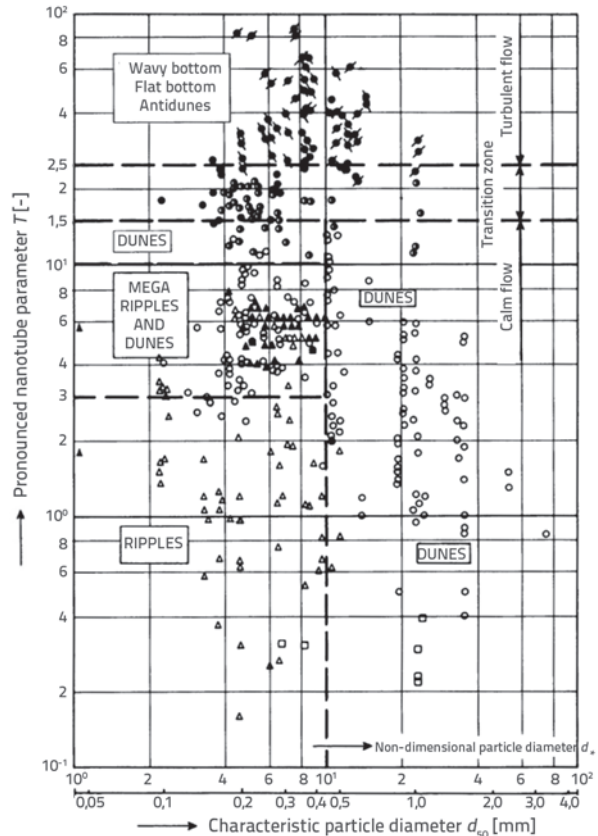 10²
8
6
4
2,5
2
1,5
10¹
8
6
4
3
2
10⁰
8
6
4
2
10⁻¹
Pronounced nanotube parameter T [-]
Wavy bottom
Flat bottom
Antidunes
DUNES
MEGA
RIPPLES
AND
DUNES
RIPPLES
DUNES
DUNES
Turbulent flow
Transition zone
Calm flow
Non-dimensional particle diameter d*
10⁰ 2 4 6 8 10¹ 2 4 6 8 10²
0,05 0,1 0,2 0,3 0,4 0,5 1,0 2,0 3,0 4,0
Characteristic particle diameter d₅₀ [mm]